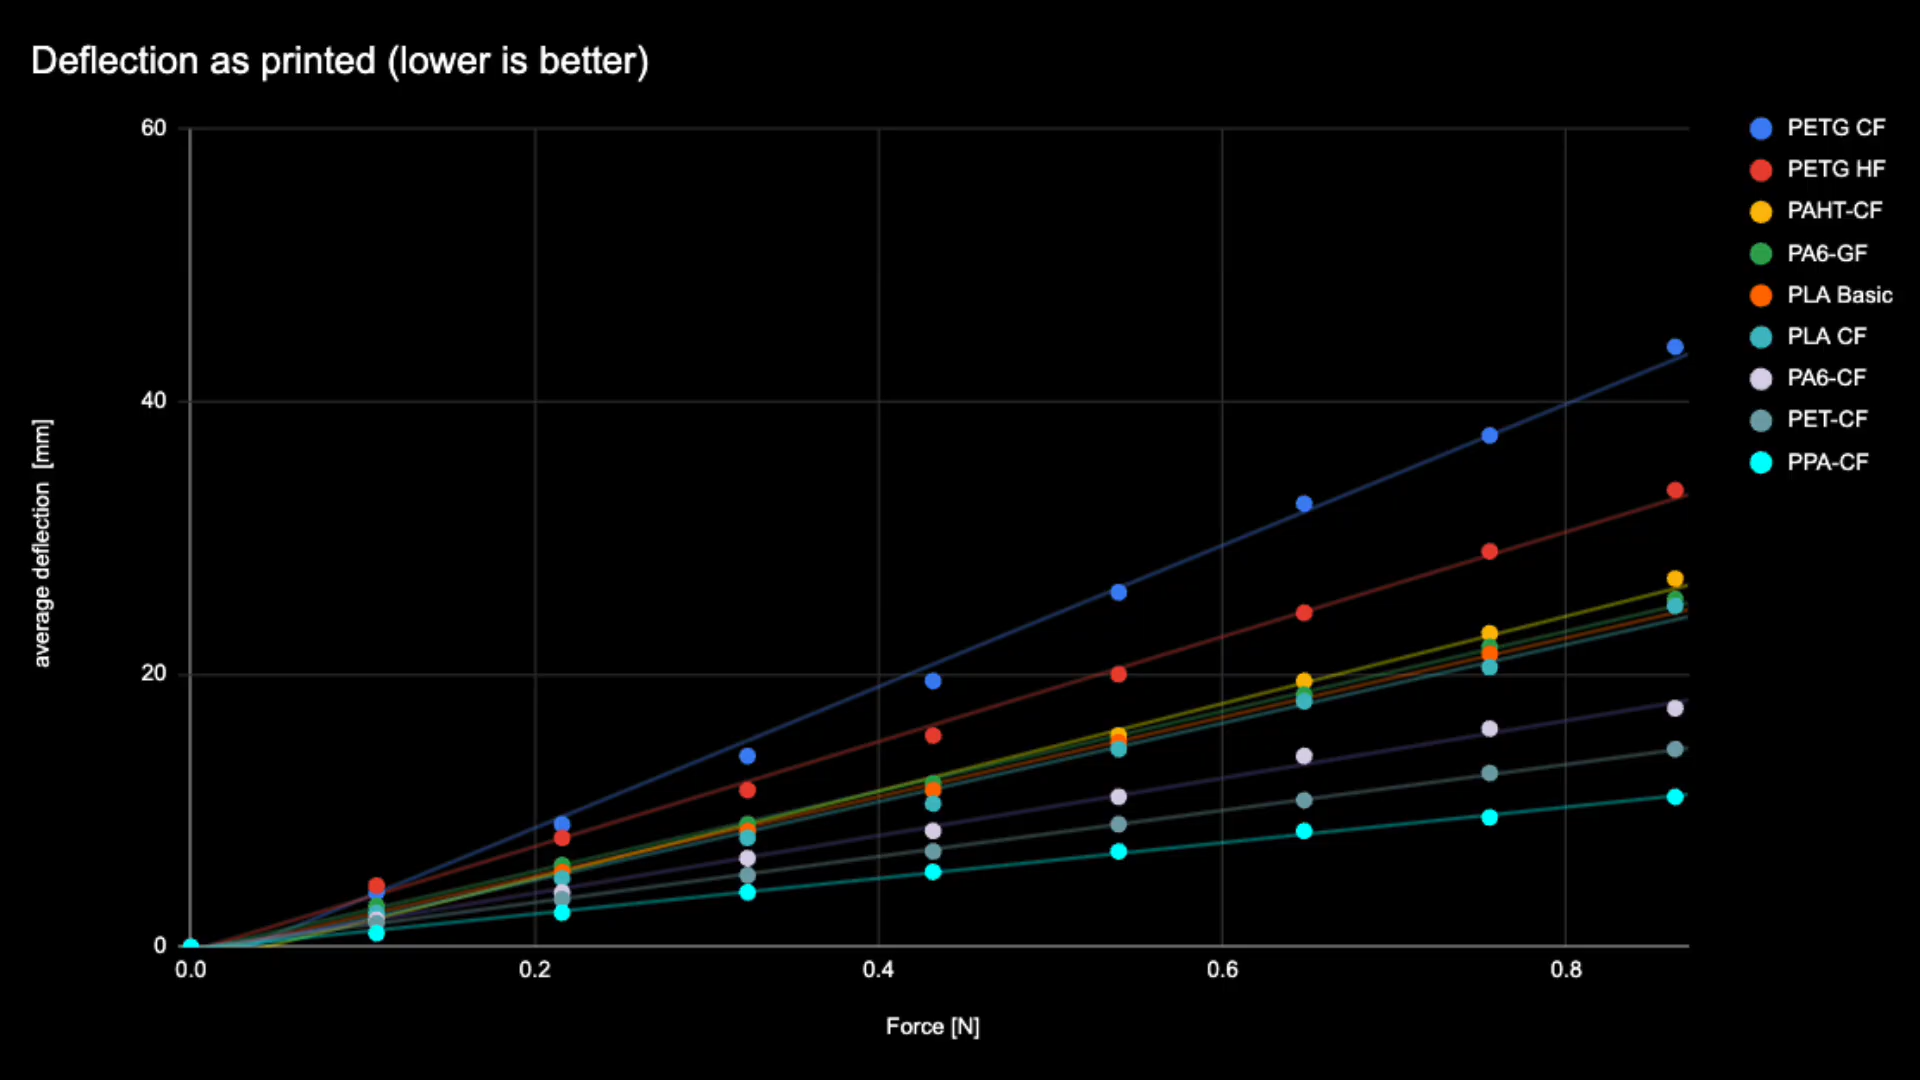 Deflection as printed (lower is better)
60
40
20
0
average deflection [mm]
0.0
0.2
0.4
0.6
0.8
Force [N]
PETG CF
PETG HF
PAHT-CF
PA6-GF
PLA Basic
PLA CF
PA6-CF
PET-CF
PPA-CF